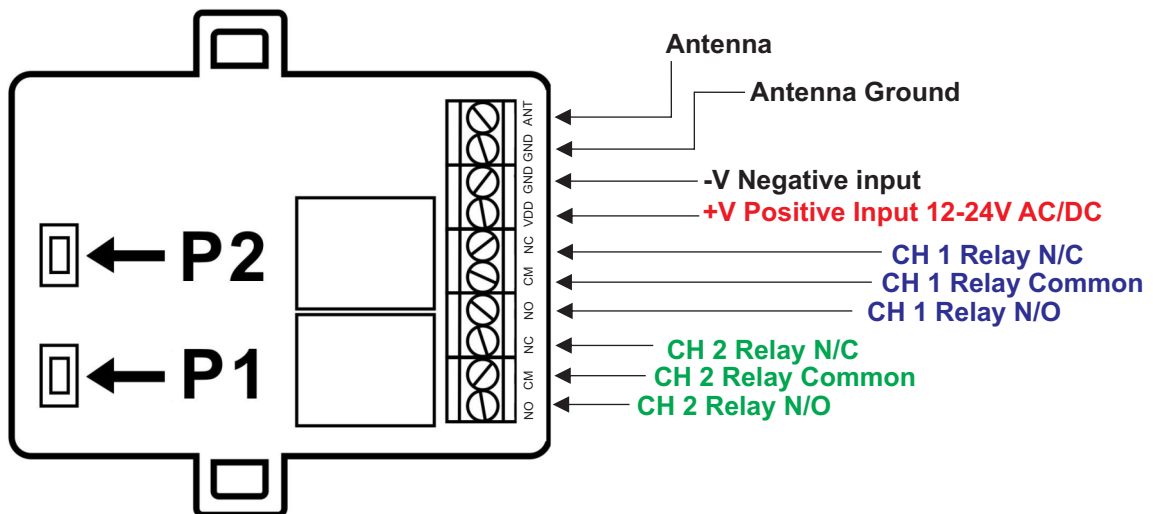 Antenna
Antenna Ground
-V Negative input
+V Positive Input 12-24V AC/DC
CH 1 Relay N/C
CH 1 Relay Common
CH 1 Relay N/O
CH 2 Relay N/C
CH 2 Relay Common
CH 2 Relay N/O
ANT
GND
GND
VDD
NC
CM
NO
NC
CM
NO
P2
P1